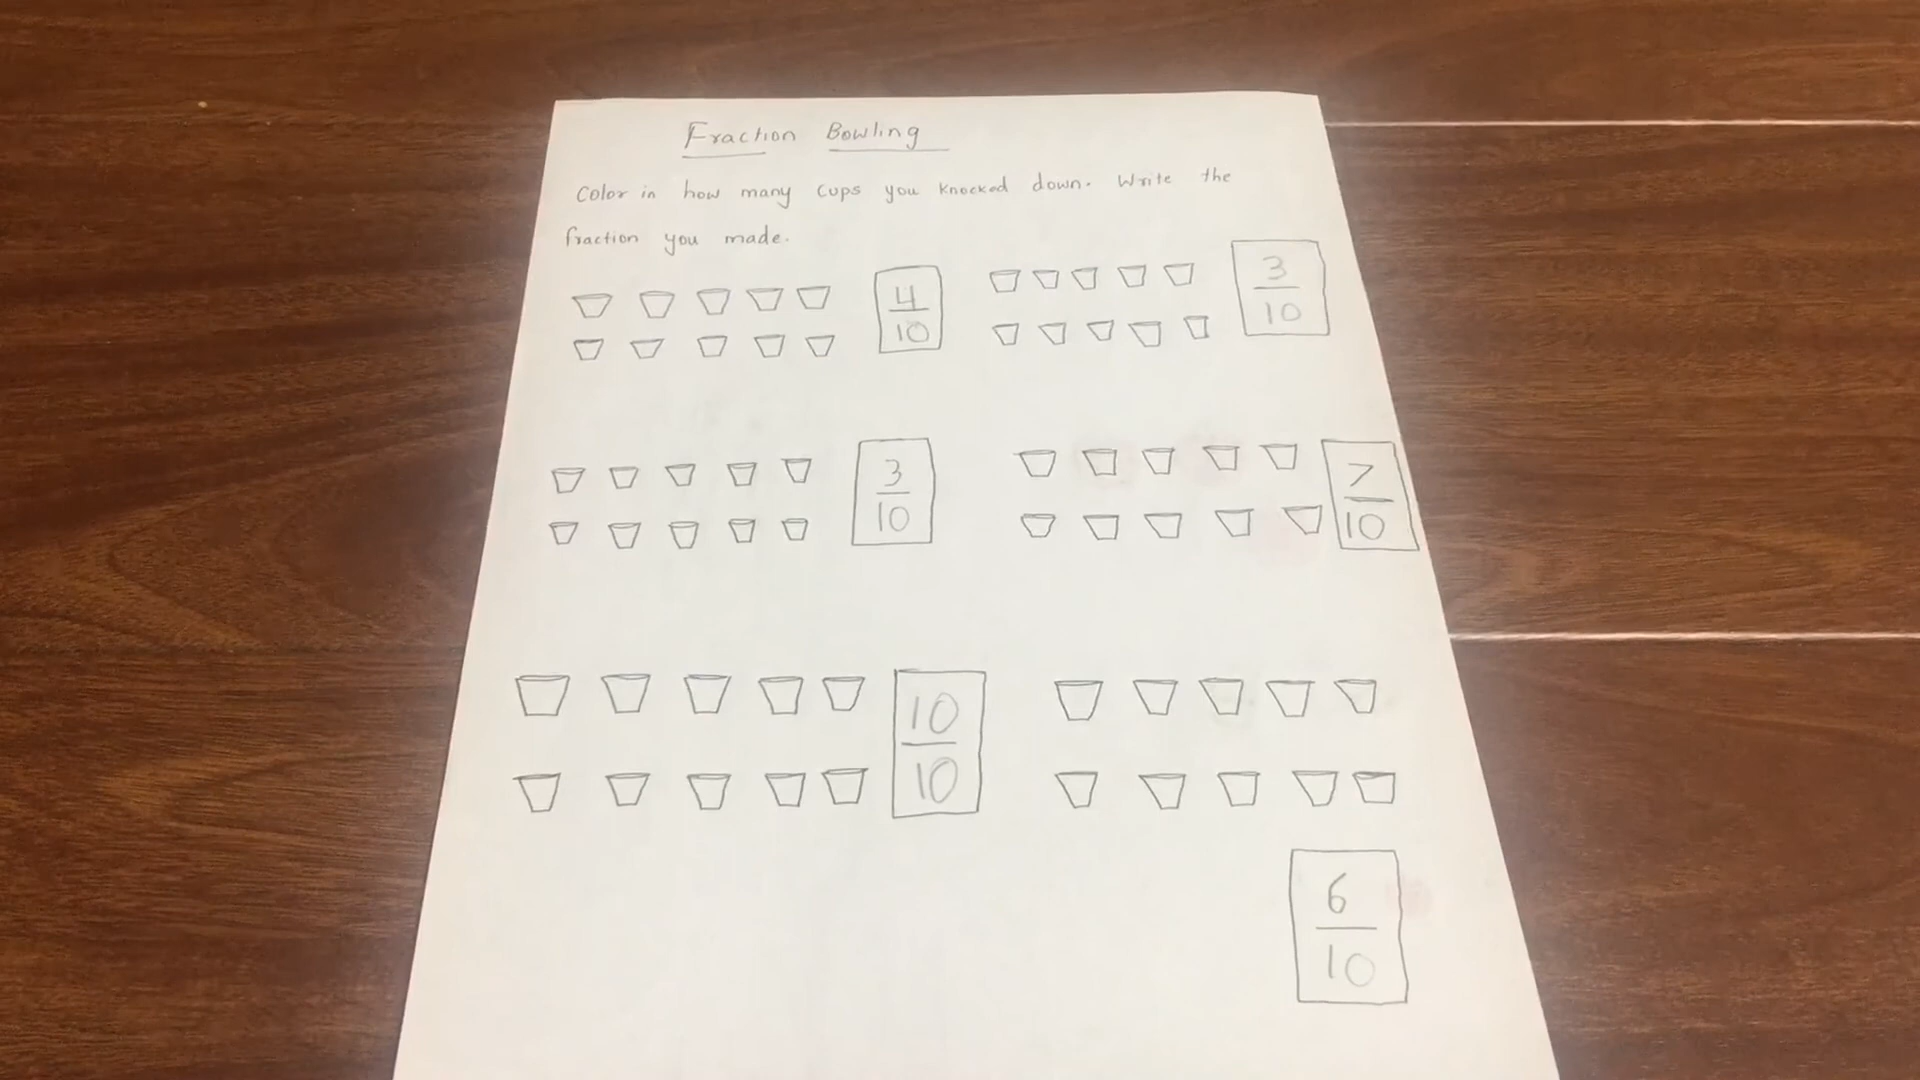 Fraction Bowling
Color in how many cups you knocked down. Write the
fraction you made.
4/10
3/10
3/10
7/10
10/10
6/10